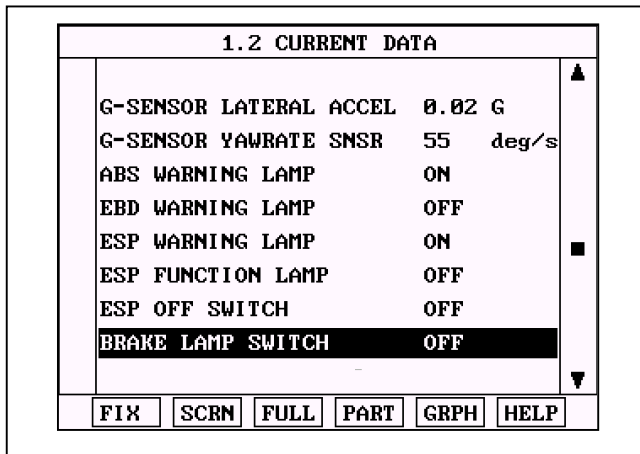 1.2 CURRENT DATA
G-SENSOR LATERAL ACCEL 0.02 G
G-SENSOR YAWRATE SNSR 55 deg/s
ABS WARNING LAMP ON
EBD WARNING LAMP OFF
ESP WARNING LAMP ON
ESP FUNCTION LAMP OFF
ESP OFF SWITCH OFF
BRAKE LAMP SWITCH OFF
FIX SCRN FULL PART GRPH HELP